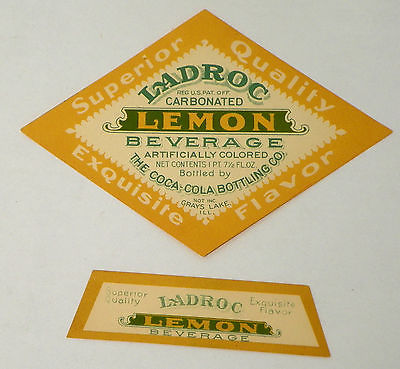 Superior Quality
LADROC
REG U.S. PAT. OFF.
CARBONATED
LEMON
BEVERAGE
ARTIFICIALLY COLORED
NET CONTENTS 1 PT. 7½ FL.OZ.
Bottled by
THE COCA-COLA BOTTLING CO.
NOT INC.
GRAYS LAKE,
ILL.
Exquisite Flavor
Superior Quality
LADROC
LEMON
BEVERAGE
Exquisite Flavor